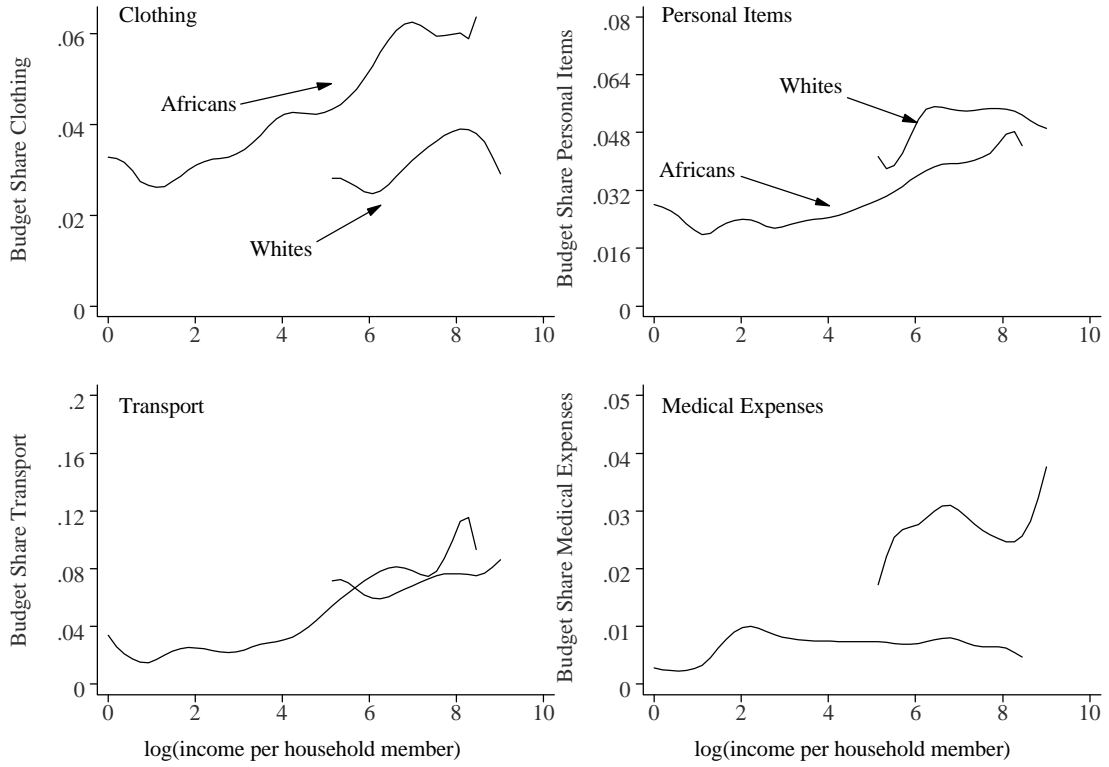 Clothing
Budget Share Clothing
.06
.04
.02
0
Africans
Whites
0 2 4 6 8 10
Personal Items
Budget Share Personal Items
.08
.064
.048
.032
.016
0
Whites
Africans
0 2 4 6 8 10
Transport
Budget Share Transport
.2
.16
.12
.08
.04
0
0 2 4 6 8 10
log(income per household member)
Medical Expenses
Budget Share Medical Expenses
.05
.04
.03
.02
.01
0
0 2 4 6 8 10
log(income per household member)